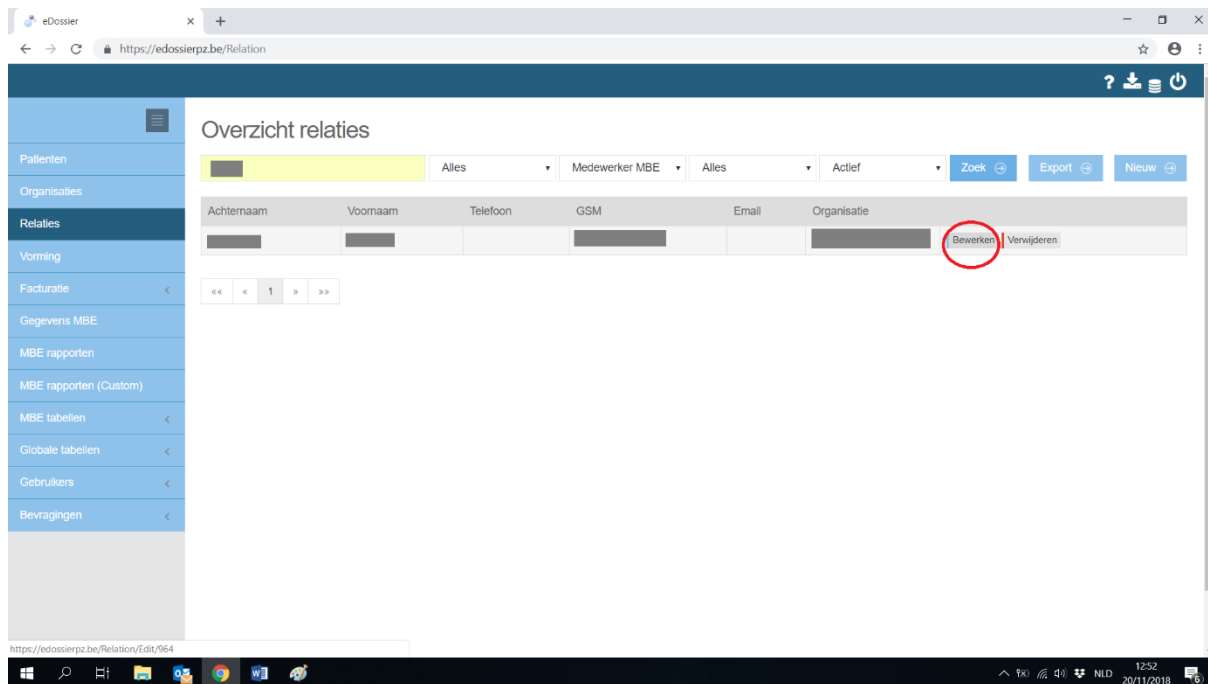 eDossier
https://edossierpz.be/Relation
?
Overzicht relaties
Patienten
Organisaties
Relaties
Vorming
Facturatie
Gegevens MBE
MBE rapporten
MBE rapporten (Custom)
MBE tabellen
Globale tabellen
Gebruikers
Bevragingen
Alles Medewerker MBE Alles Actief Zoek Export Nieuw
Achternaam Voornaam Telefoon GSM Email Organisatie
Bewerken Verwijderen
«« « 1 » »»
https://edossierpz.be/Relation/Edit/964
NLD 12:52
20/11/2018 6